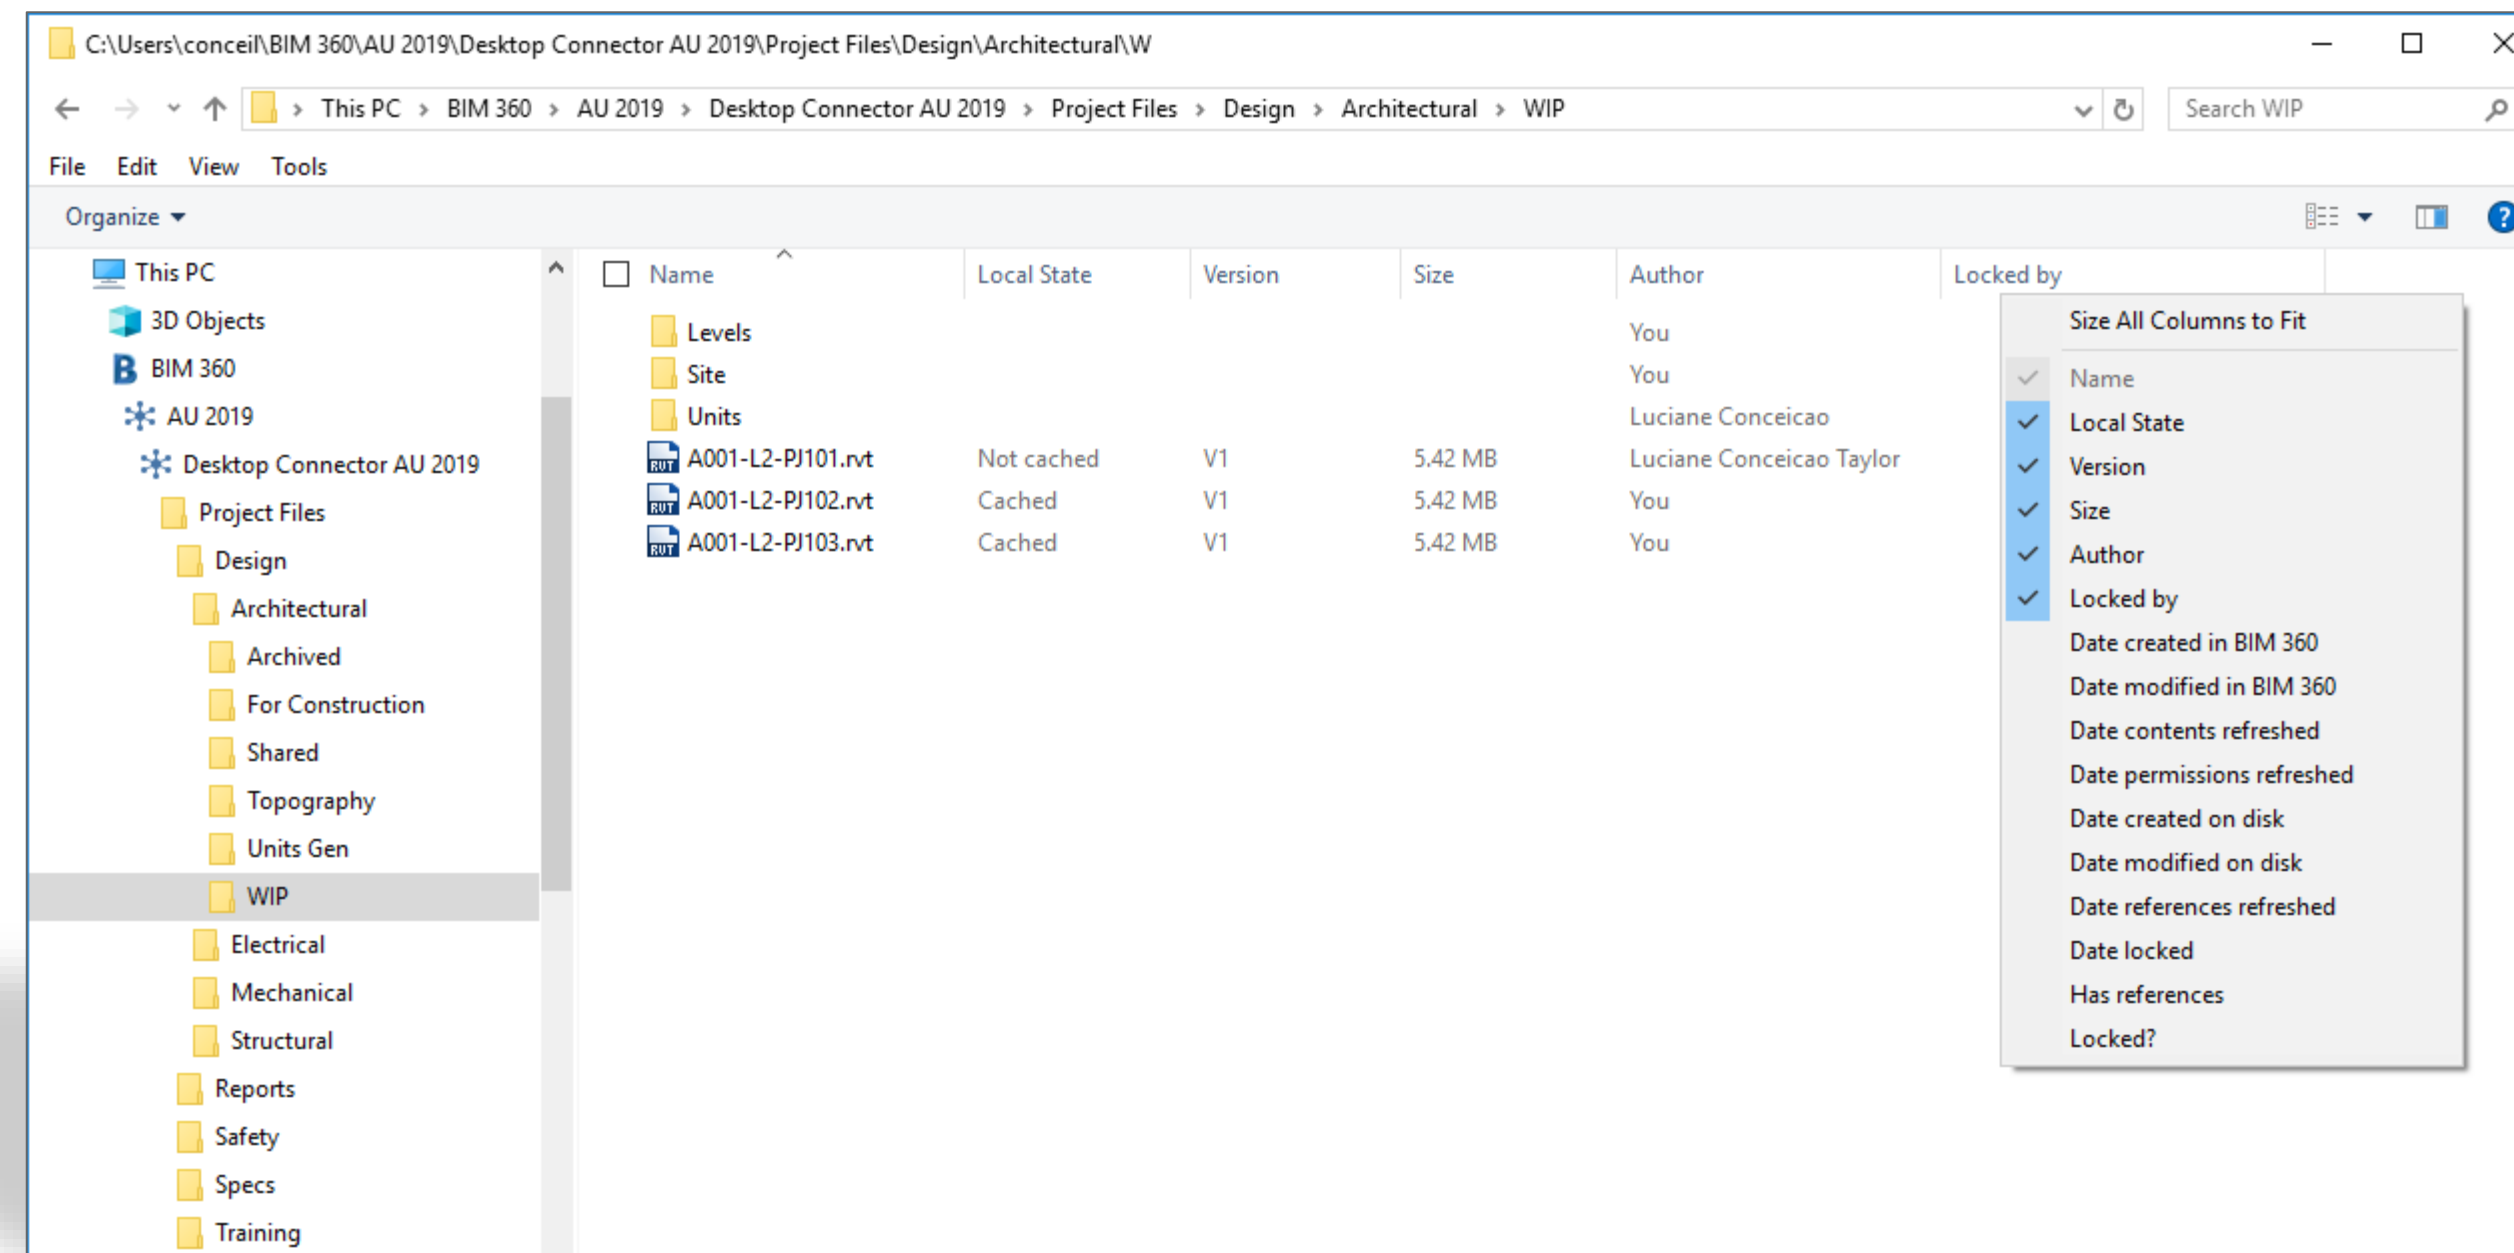 C:\Users\conceil\BIM 360\AU 2019\Desktop Connector AU 2019\Project Files\Design\Architectural\W
This PC > BIM 360 > AU 2019 > Desktop Connector AU 2019 > Project Files > Design > Architectural > WIP
Search WIP
File Edit View Tools
Organize
This PC
3D Objects
B BIM 360
AU 2019
Desktop Connector AU 2019
Project Files
Design
Architectural
Archived
For Construction
Shared
Topography
Units Gen
WIP
Electrical
Mechanical
Structural
Reports
Safety
Specs
Training
Name Local State Version Size Author Locked by
Levels You
Site You
Units Luciane Conceicao
RVT A001-L2-PJ101.rvt Not cached V1 5.42 MB Luciane Conceicao Taylor
RVT A001-L2-PJ102.rvt Cached V1 5.42 MB You
RVT A001-L2-PJ103.rvt Cached V1 5.42 MB You
Size All Columns to Fit
Name
Local State
Version
Size
Author
Locked by
Date created in BIM 360
Date modified in BIM 360
Date contents refreshed
Date permissions refreshed
Date created on disk
Date modified on disk
Date references refreshed
Date locked
Has references
Locked?